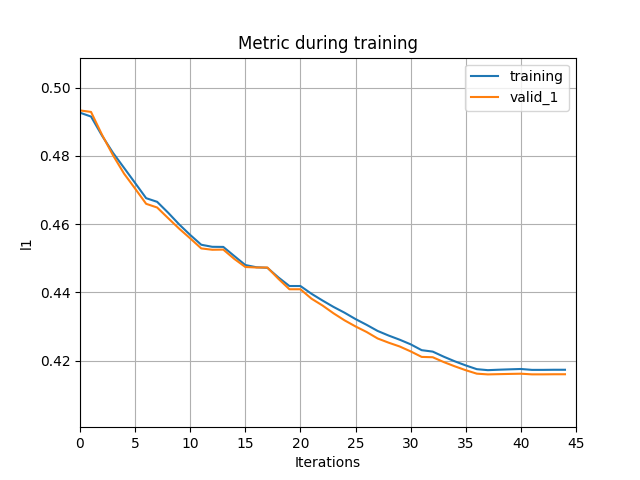 Metric during training
training
valid_1
0.50
0.48
0.46
0.44
0.42
l1
0 5 10 15 20 25 30 35 40 45
Iterations